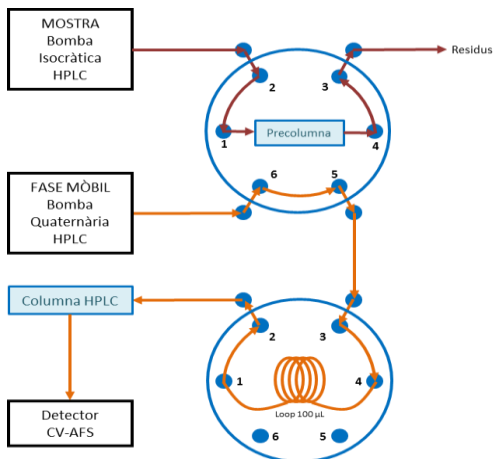 MOSTRA
Bomba
Isocràtica
HPLC
Residus
2
3
1
Precolumna
4
FASE MÒBIL
Bomba
Quaternària
HPLC
6
5
Columna HPLC
2
3
1
4
Loop 100 µL
6
5
Detector
CV-AFS